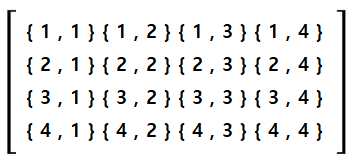 { 1 , 1 } { 1 , 2 } { 1 , 3 } { 1 , 4 }
{ 2 , 1 } { 2 , 2 } { 2 , 3 } { 2 , 4 }
{ 3 , 1 } { 3 , 2 } { 3 , 3 } { 3 , 4 }
{ 4 , 1 } { 4 , 2 } { 4 , 3 } { 4 , 4 }